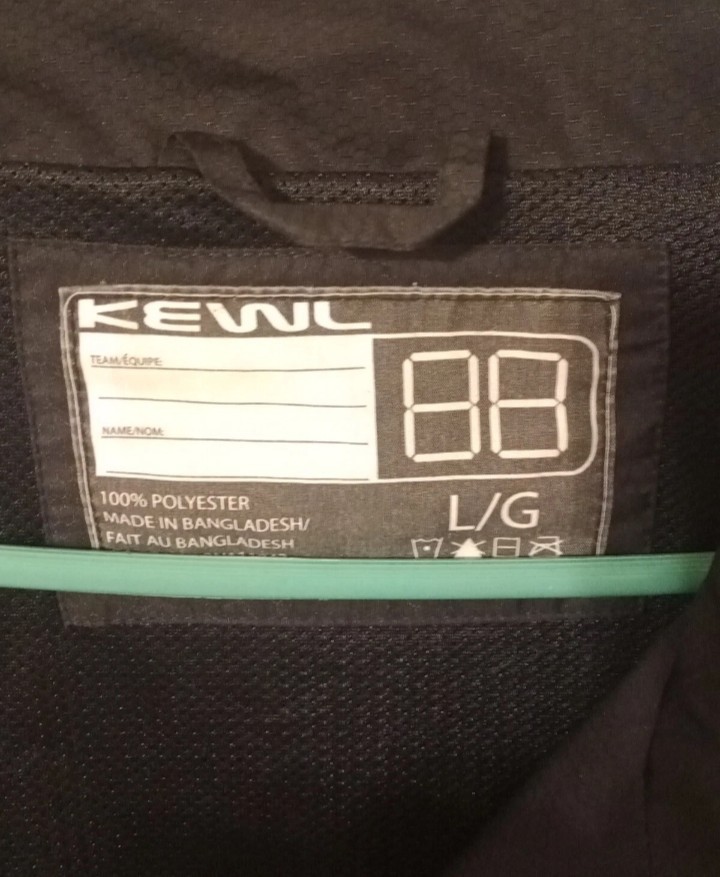 KEWL
TEAM/ÉQUIPE:
88
NAME/NOM:
100% POLYESTER
MADE IN BANGLADESH/
FAIT AU BANGLADESH
L/G